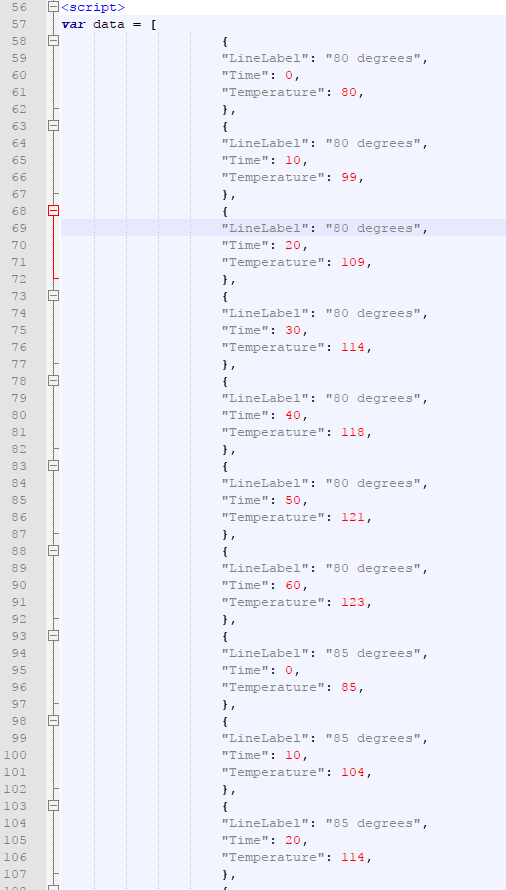 56 <script>
57 var data = [
58 {
59 "LineLabel": "80 degrees",
60 "Time": 0,
61 "Temperature": 80,
62 },
63 {
64 "LineLabel": "80 degrees",
65 "Time": 10,
66 "Temperature": 99,
67 },
68 {
69 "LineLabel": "80 degrees",
70 "Time": 20,
71 "Temperature": 109,
72 },
73 {
74 "LineLabel": "80 degrees",
75 "Time": 30,
76 "Temperature": 114,
77 },
78 {
79 "LineLabel": "80 degrees",
80 "Time": 40,
81 "Temperature": 118,
82 },
83 {
84 "LineLabel": "80 degrees",
85 "Time": 50,
86 "Temperature": 121,
87 },
88 {
89 "LineLabel": "80 degrees",
90 "Time": 60,
91 "Temperature": 123,
92 },
93 {
94 "LineLabel": "85 degrees",
95 "Time": 0,
96 "Temperature": 85,
97 },
98 {
99 "LineLabel": "85 degrees",
100 "Time": 10,
101 "Temperature": 104,
102 },
103 {
104 "LineLabel": "85 degrees",
105 "Time": 20,
106 "Temperature": 114,
107 },